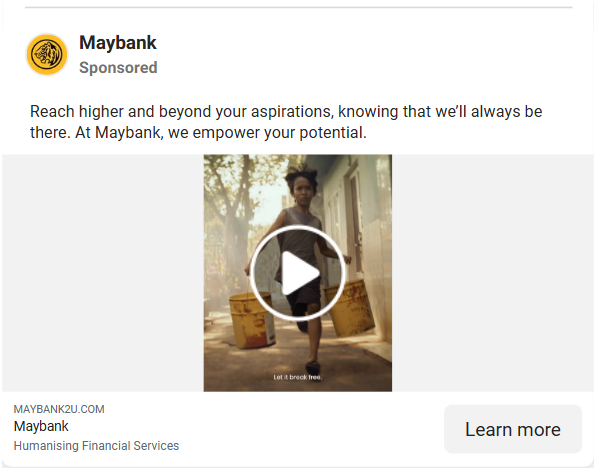 Maybank
Sponsored
Reach higher and beyond your aspirations, knowing that we’ll always be
there. At Maybank, we empower your potential.
Let it break free.
MAYBANK2U.COM
Maybank
Humanising Financial Services
Learn more